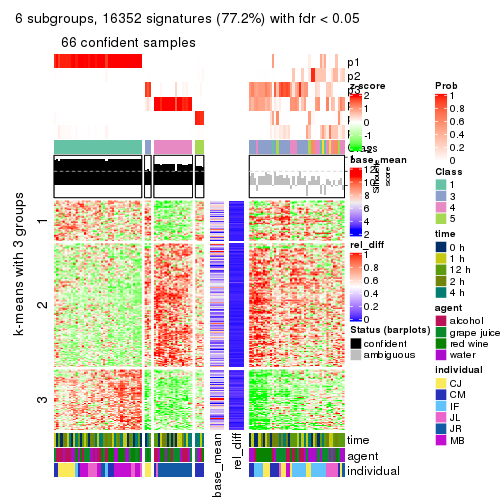 6 subgroups, 16352 signatures (77.2%) with fdr < 0.05
66 confident samples
p1
p2
p3
Class
k-means with 3 groups
1
2
3
base_mean
rel_diff
time
agent
individual
z-score
2
1
0
-1
-2
base_mean
12
10
8
6
4
2
rel_diff
1
0.8
0.6
0.4
0.2
0
Status (barplots)
confident
ambiguous
Silhouette
score
Prob
1
0.8
0.6
0.4
0.2
0
Class
1
3
4
5
time
0 h
1 h
12 h
2 h
4 h
agent
alcohol
grape juice
red wine
water
individual
CJ
CM
IF
JL
JR
MB